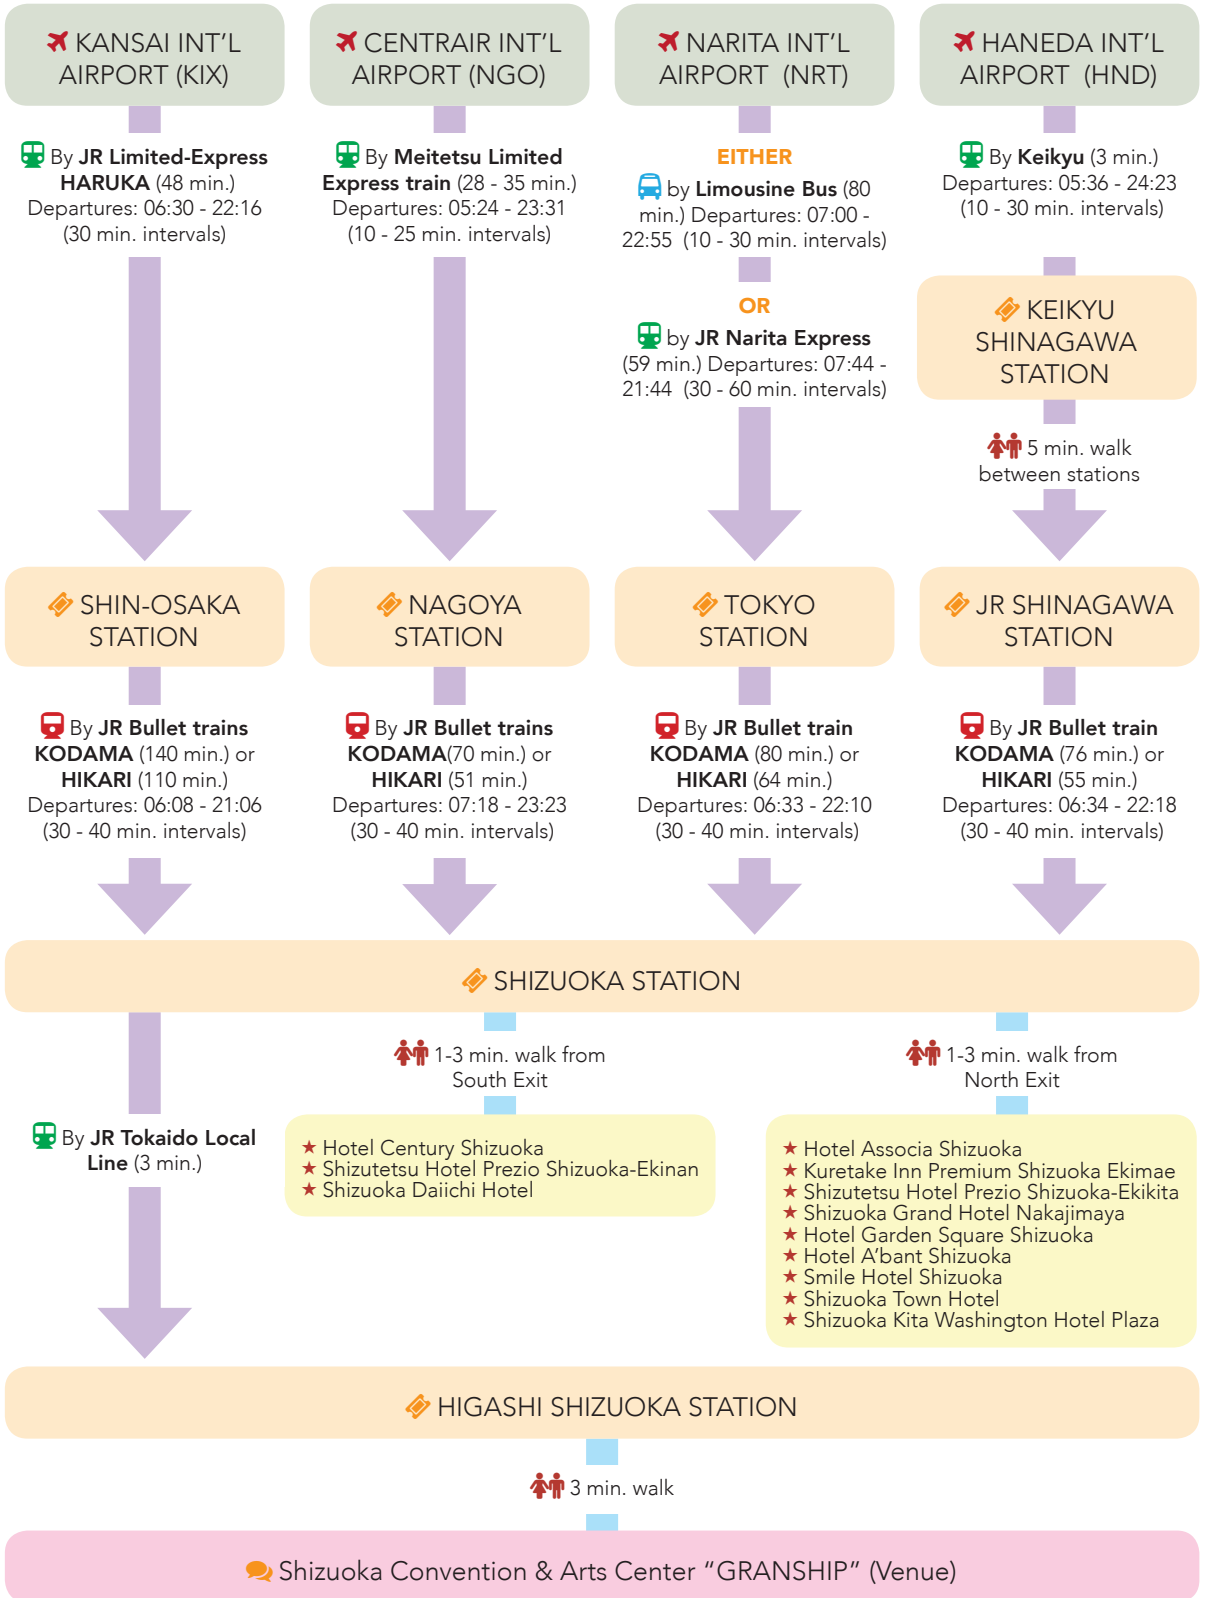 KANSAI INT'L
AIRPORT (KIX)
By JR Limited-Express
HARUKA (48 min.)
Departures: 06:30 - 22:16
(30 min. intervals)
CENTRAIR INT'L
AIRPORT (NGO)
By Meitetsu Limited
Express train (28 - 35 min.)
Departures: 05:24 - 23:31
(10 - 25 min. intervals)
NARITA INT'L
AIRPORT (NRT)
EITHER
by Limousine Bus (80
min.) Departures: 07:00 -
22:55 (10 - 30 min. intervals)
OR
by JR Narita Express
(59 min.) Departures: 07:44 -
21:44 (30 - 60 min. intervals)
HANEDA INT'L
AIRPORT (HND)
By Keikyu (3 min.)
Departures: 05:36 - 24:23
(10 - 30 min. intervals)
KEIKYU
SHINAGAWA
STATION
5 min. walk
between stations
SHIN-OSAKA
STATION
By JR Bullet trains
KODAMA (140 min.) or
HIKARI (110 min.)
Departures: 06:08 - 21:06
(30 - 40 min. intervals)
NAGOYA
STATION
By JR Bullet trains
KODAMA(70 min.) or
HIKARI (51 min.)
Departures: 07:18 - 23:23
(30 - 40 min. intervals)
TOKYO
STATION
By JR Bullet train
KODAMA (80 min.) or
HIKARI (64 min.)
Departures: 06:33 - 22:10
(30 - 40 min. intervals)
JR SHINAGAWA
STATION
By JR Bullet train
KODAMA (76 min.) or
HIKARI (55 min.)
Departures: 06:34 - 22:18
(30 - 40 min. intervals)
SHIZUOKA STATION
By JR Tokaido Local
Line (3 min.)
1-3 min. walk from
South Exit
Hotel Century Shizuoka
Shizutetsu Hotel Prezio Shizuoka-Ekinan
Shizuoka Daiichi Hotel
1-3 min. walk from
North Exit
Hotel Associa Shizuoka
Kuretake Inn Premium Shizuoka Ekimae
Shizutetsu Hotel Prezio Shizuoka-Ekikita
Shizuoka Grand Hotel Nakajimaya
Hotel Garden Square Shizuoka
Hotel A'bant Shizuoka
Smile Hotel Shizuoka
Shizuoka Town Hotel
Shizuoka Kita Washington Hotel Plaza
HIGASHI SHIZUOKA STATION
3 min. walk
Shizuoka Convention & Arts Center “GRANSHIP” (Venue)